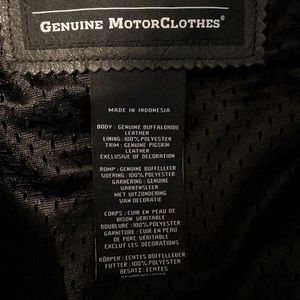 GENUINE MOTORCLOTHES®
MADE IN INDONESIA
BODY : GENUINE BUFFALOHIDE
LEATHER
LINING : 100% POLYESTER
TRIM : GENUINE PIGSKIN
LEATHER
EXCLUSIVE OF DECORATION
ROMP : GENUINE BUFFELLEER
VOERING : 100% POLYESTER
GARNERING : GENUINE
VARKENSLEER
MET UITZONDERING
VAN DECORATIE
CORPS : CUIR EN PEAU DE
BISON VÉRITABLE
DOUBLURE : 100% POLYESTER
GARNITURE : CUIR EN PEAU
DE PORC VÉRITABLE
EXCLUT LES DÉCORATIONS
KÖRPER : ECHTES BÜFFELLEDER
FUTTER : 100% POLYESTER
BESATZ : ECHTES